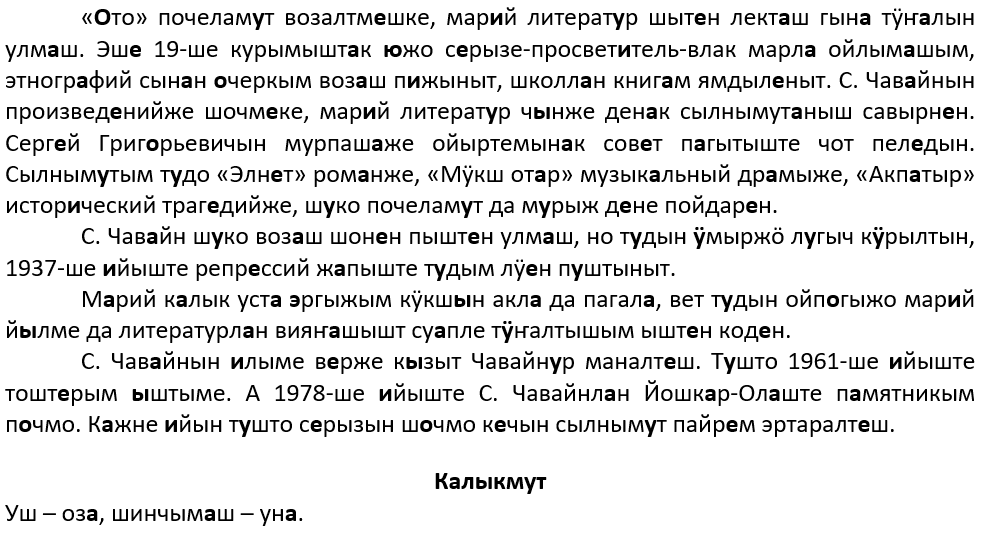 «Ото» почеламут возалтмешке, марий литератур шытен лекташ гына тӱҥалын
улмаш. Эше 19-ше курымыштак южо серызе-просветитель-влак марла ойлымашым,
этнографий сынан очеркым возаш пижыныт, школлан книгам ямдыленыт. С. Чавайнын
произведенийже шочмеке, марий литератур чынже денак сылнымутаныш савырнен.
Сергей Григорьевичын мурпашаже ойыртемынак совет пагытыште чот пеледын.
Сылнымутым тудо «Элнет» романже, «Мӱкш отар» музыкальный драмыже, «Акпатыр»
исторический трагедийже, шуко почеламут да мурыж дене пойдарен.
С. Чавайн шуко возаш шонен пыштен улмаш, но тудын ӱмыржӧ лугыч кӱрылтын,
1937-ше ийыште репрессий жапыште тудым лӱен пуштыныт.
Марий калык уста эргыжым кӱкшын акла да пагала, вет тудын ойпогыжо марий
йылме да литературлан вияҥашышт суапле тӱҥалтышым ыштен коден.
С. Чавайнын илыме верже кызыт Чавайнур маналтеш. Тушто 1961-ше ийыште
тоштерым ыштыме. А 1978-ше ийыште С. Чавайнлан Йошкар-Олаште памятникым
почмо. Кажне ийын тушто серызын шочмо кечын сылнымут пайрем эртаралтеш.
Калыкмут
Уш – оза, шинчымаш – уна.